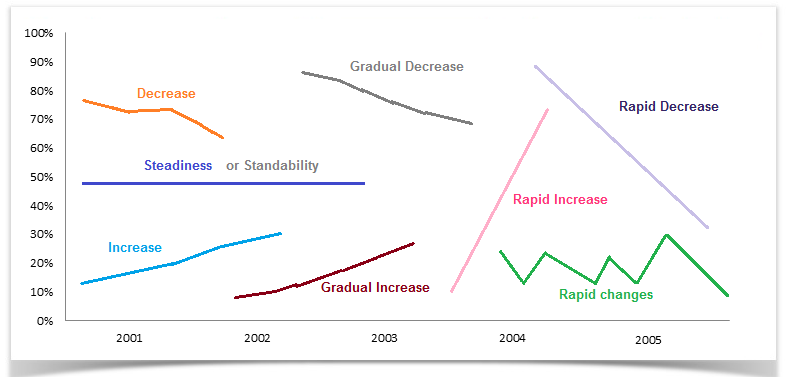 100%
90%
80%
70%
60%
50%
40%
30%
20%
10%
0%
Gradual Decrease
Decrease
Rapid Decrease
Steadiness or Standability
Rapid Increase
Increase
Gradual Increase
Rapid changes
2001 2002 2003 2004 2005